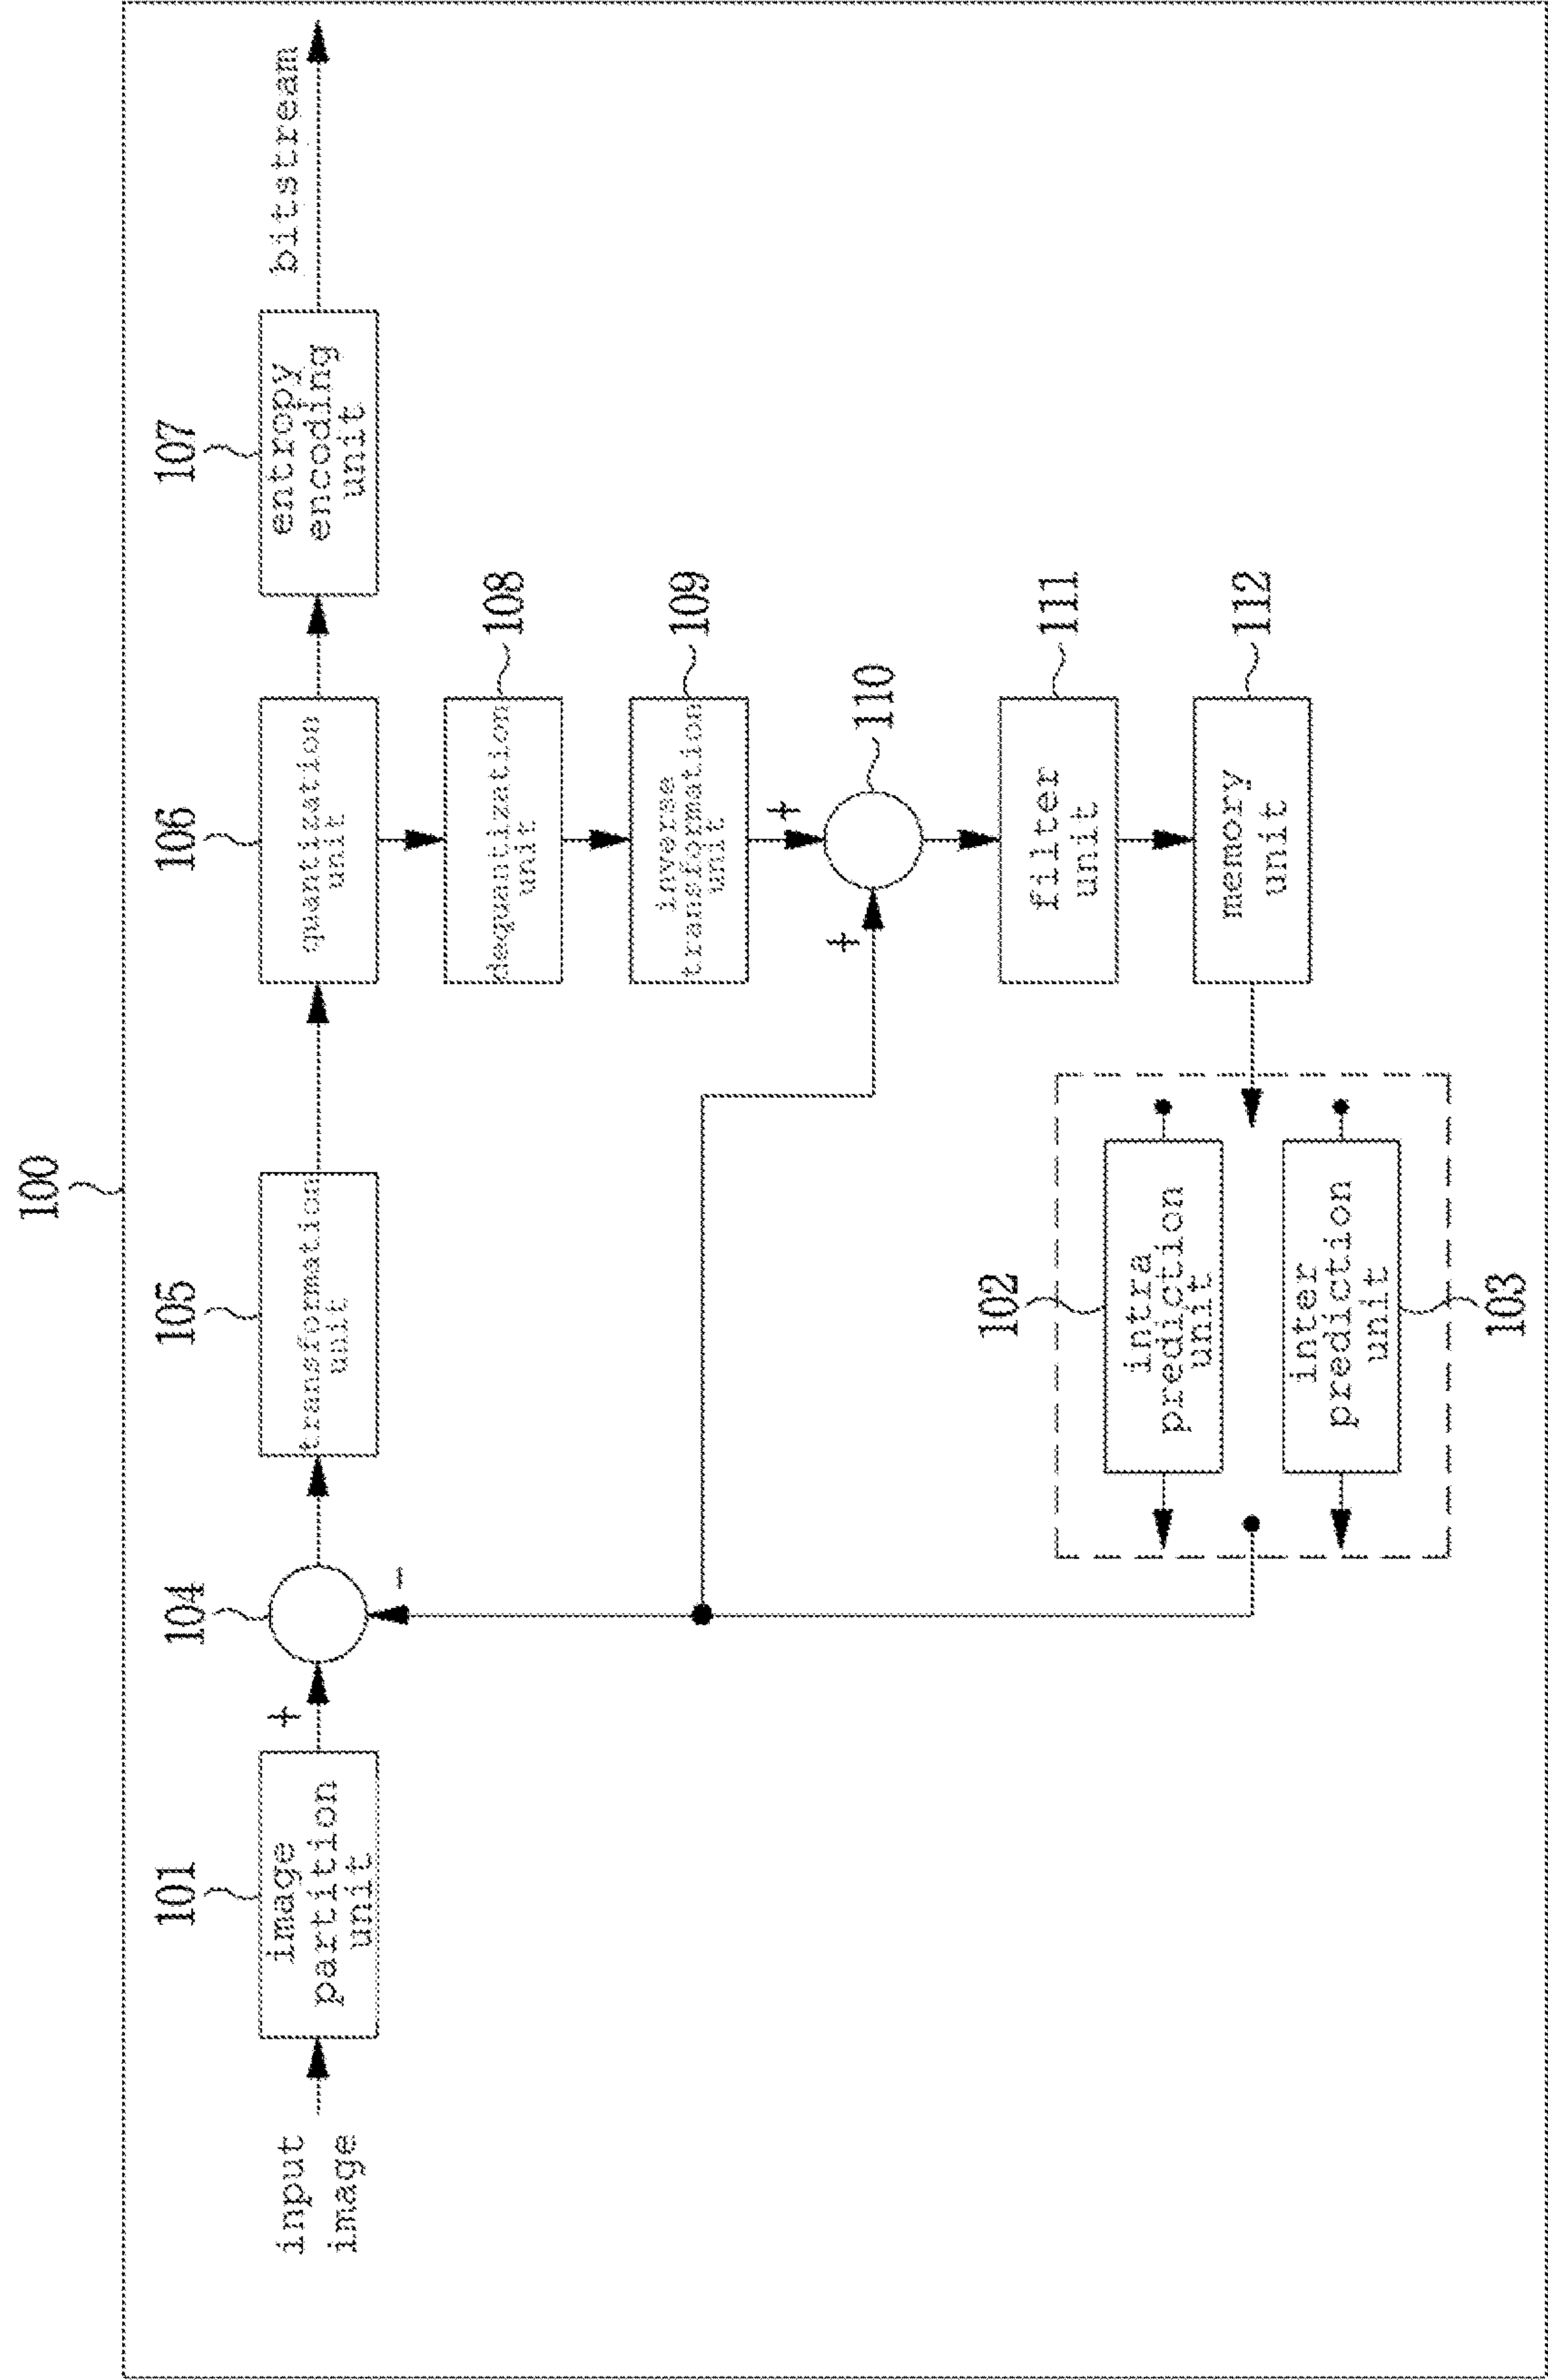 100
101
image
partition
unit
input
image
+
104
-
105
transformation
unit
106
quantization
unit
107
entropy
encoding
unit
bitstream
dequantization
unit
108
inverse
transformation
unit
109
+
+
110
filter
unit
111
memory
unit
112
102
intra
prediction
unit
inter
prediction
unit
103